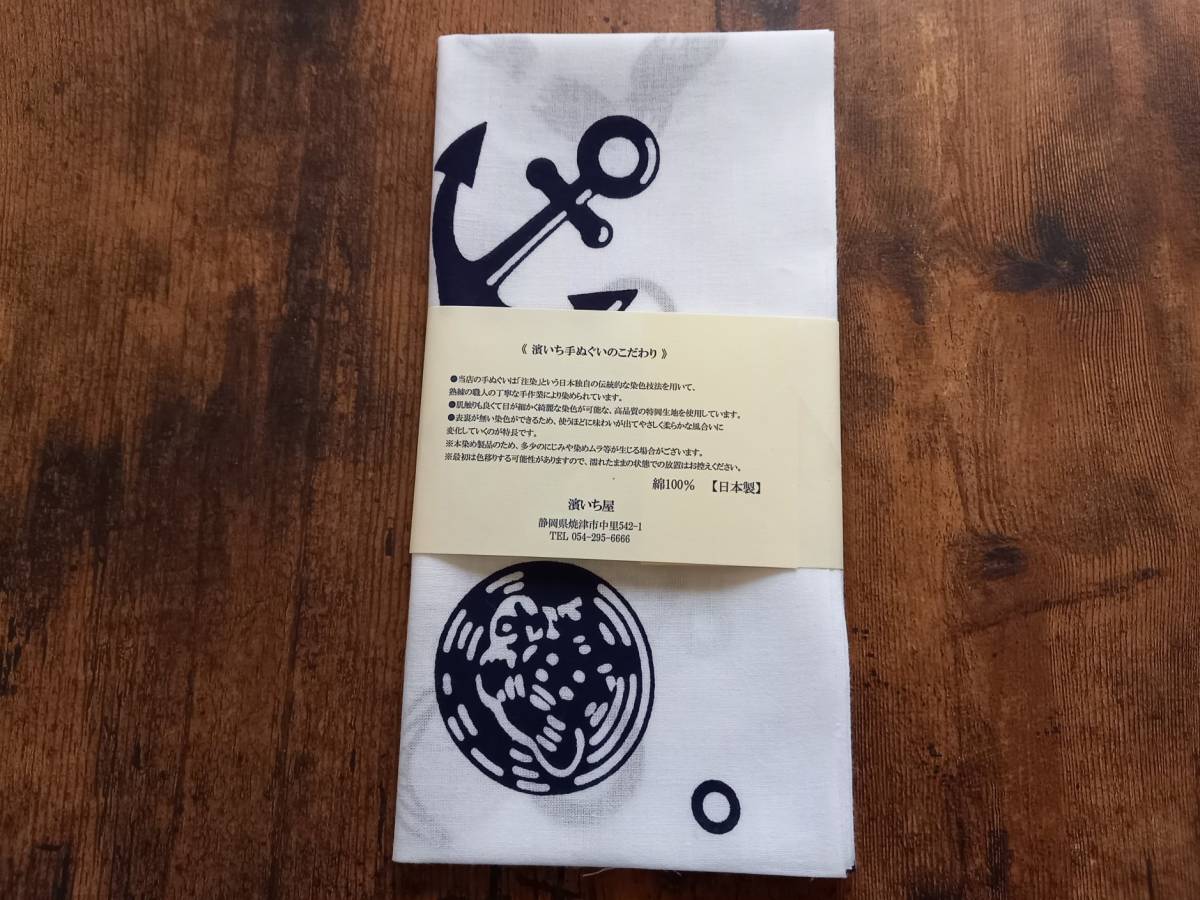 《 濱いち手ぬぐいのこだわり 》
●当店の手ぬぐいは「注染」という日本独自の伝統的な染色技法を用いて、
熟練の職人の丁寧な手作業により染められています。
●肌触りも良くて目が細かく綺麗な染色が可能な、高品質の特岡生地を使用しています。
●表裏が無い染色ができるため、使うほどに味わいが出てやさしく柔らかな風合いに
変化していくのが特長です。
※本染め製品のため、多少のにじみや染めムラ等が生じる場合がございます。
※最初は色移りする可能性がありますので、濡れたままの状態での放置はお控えください。
綿100% 【日本製】
濱いち屋
静岡県焼津市中里542-1
TEL 054-295-6666